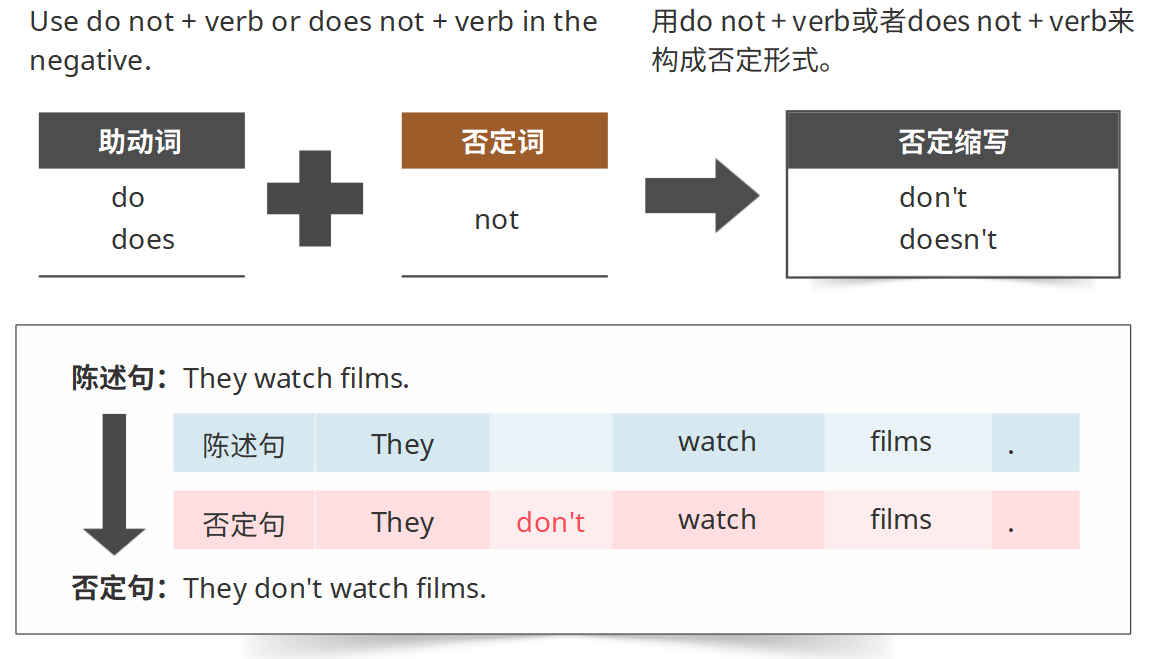 Use do not + verb or does not + verb in the
negative.
用do not + verb或者does not + verb来
构成否定形式。
助动词
do
does
否定词
not
否定缩写
don't
doesn't
陈述句：They watch films.
陈述句 They watch films .
否定句 They don't watch films .
否定句：They don't watch films.